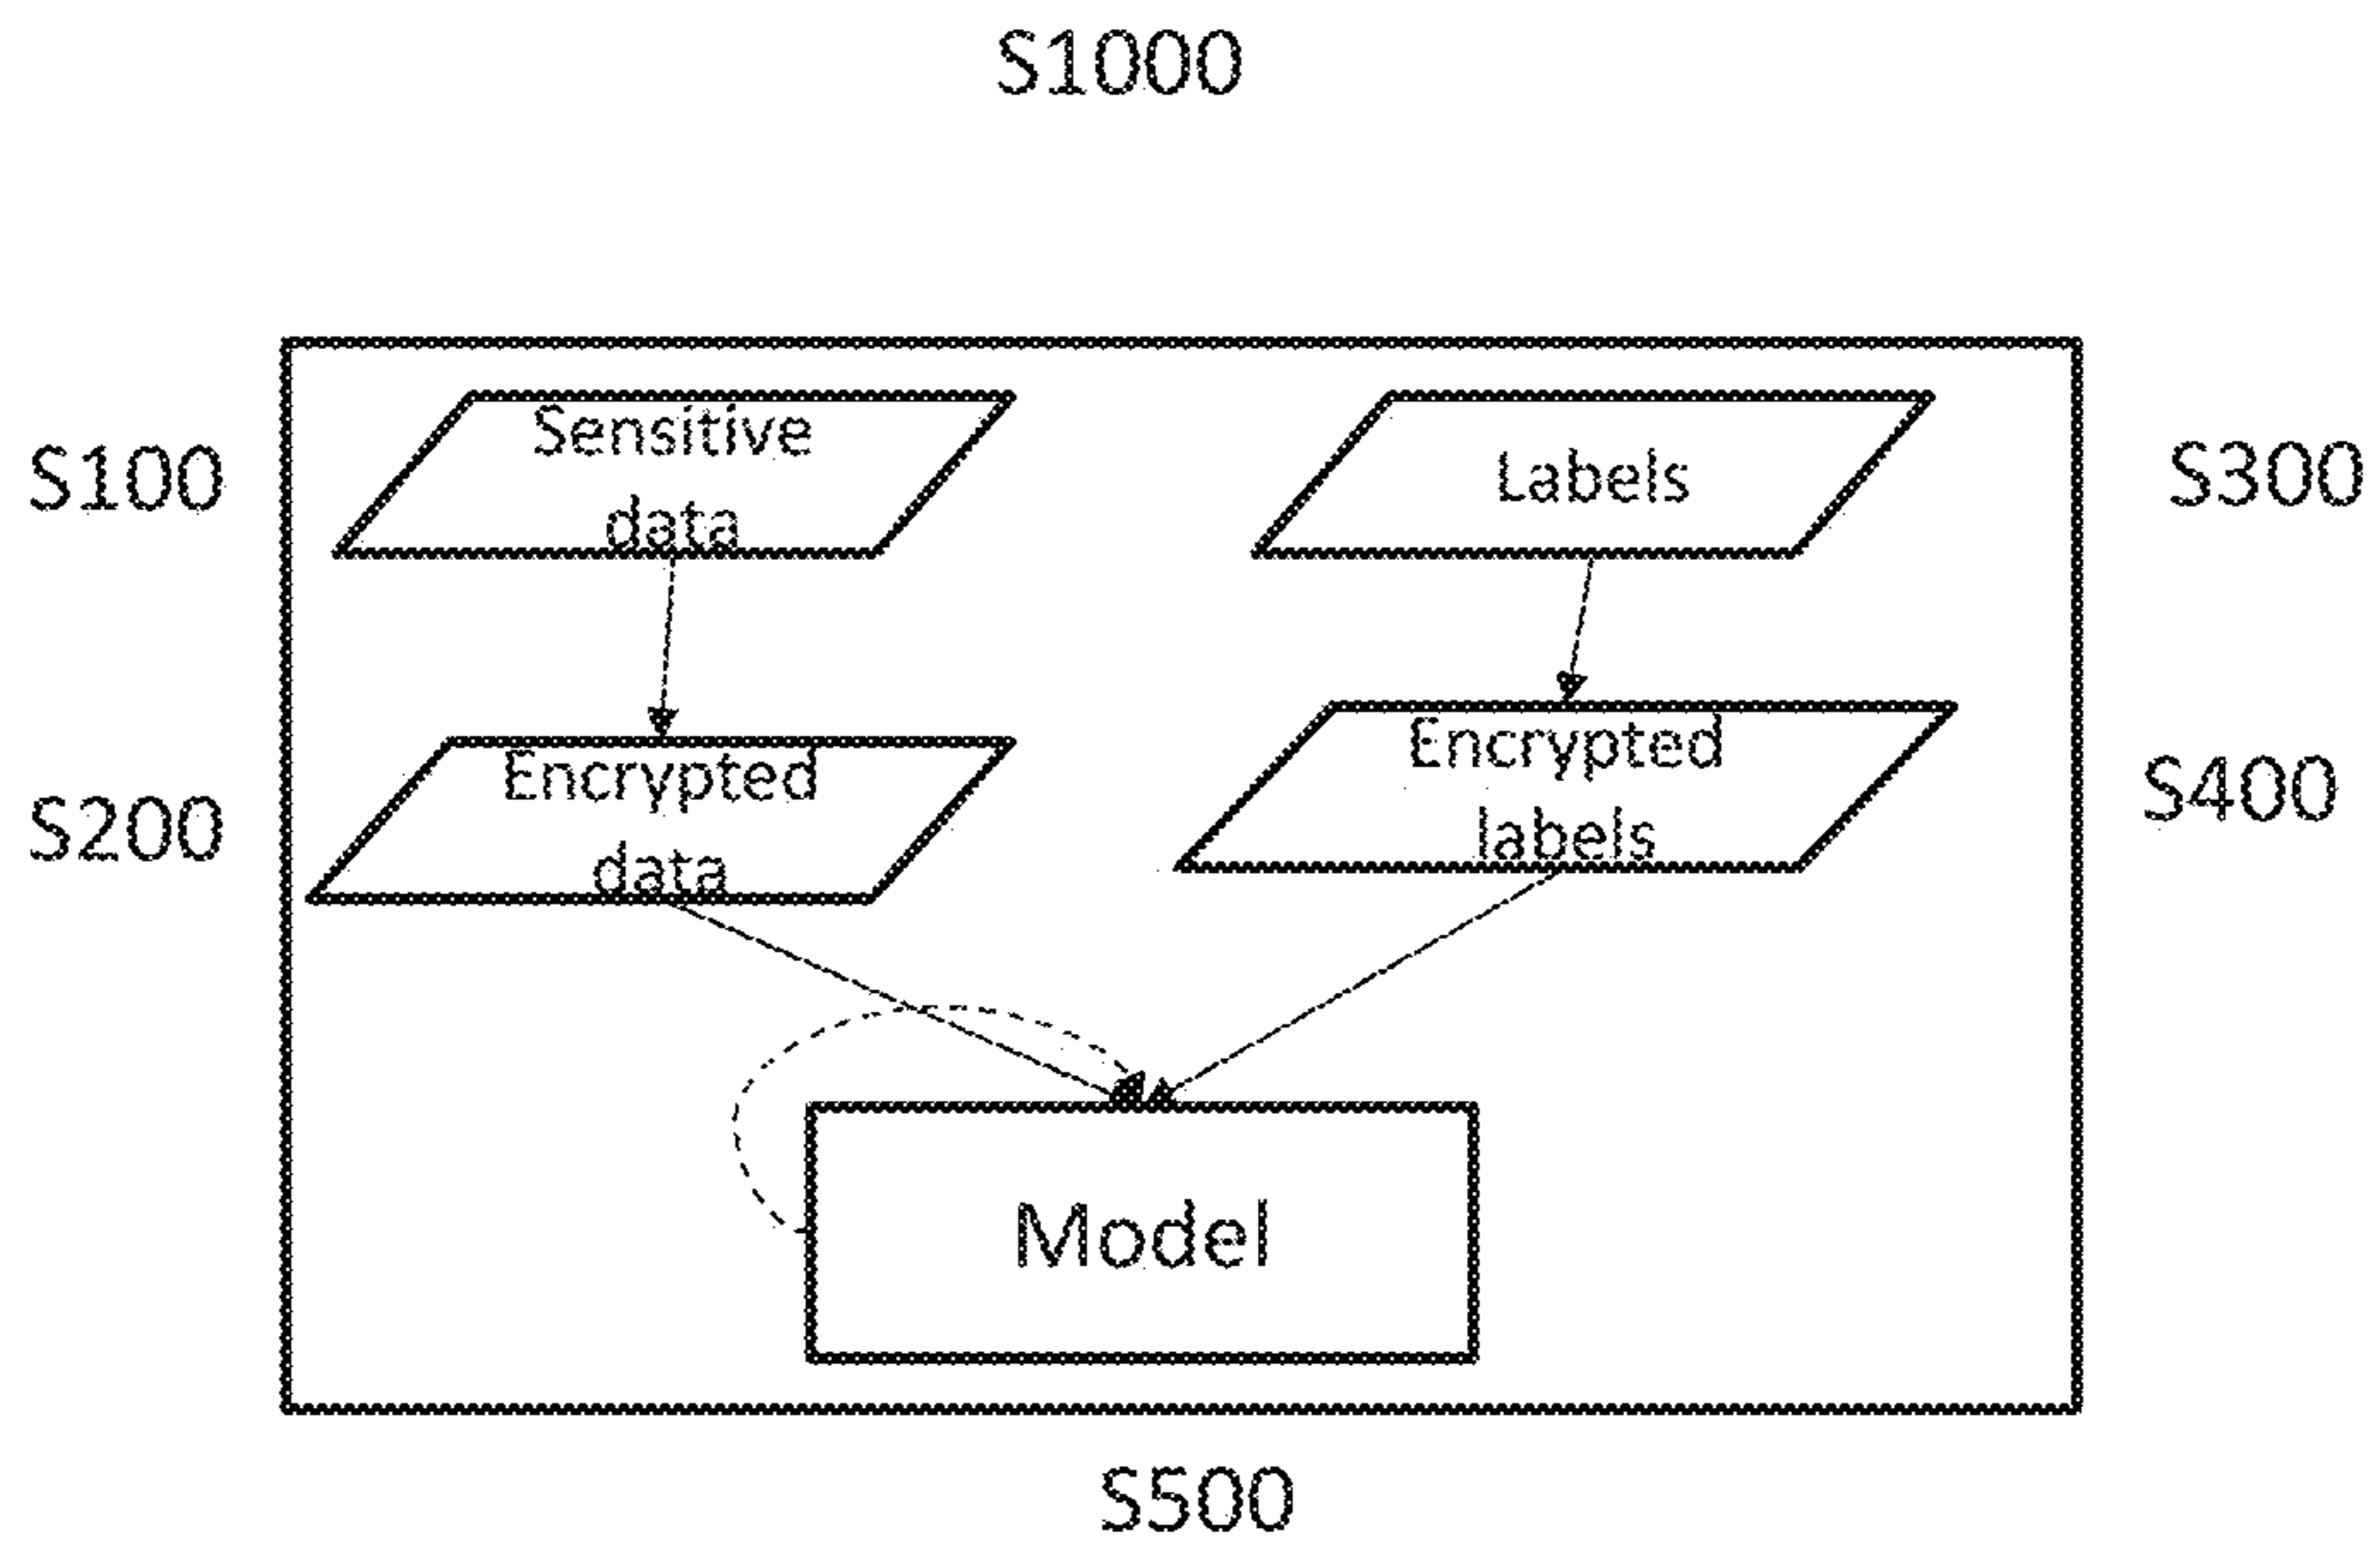 S1000
S100
Sensitive
data
Labels
S300
S200
Encrypted
data
Encrypted
labels
S400
Model
S500